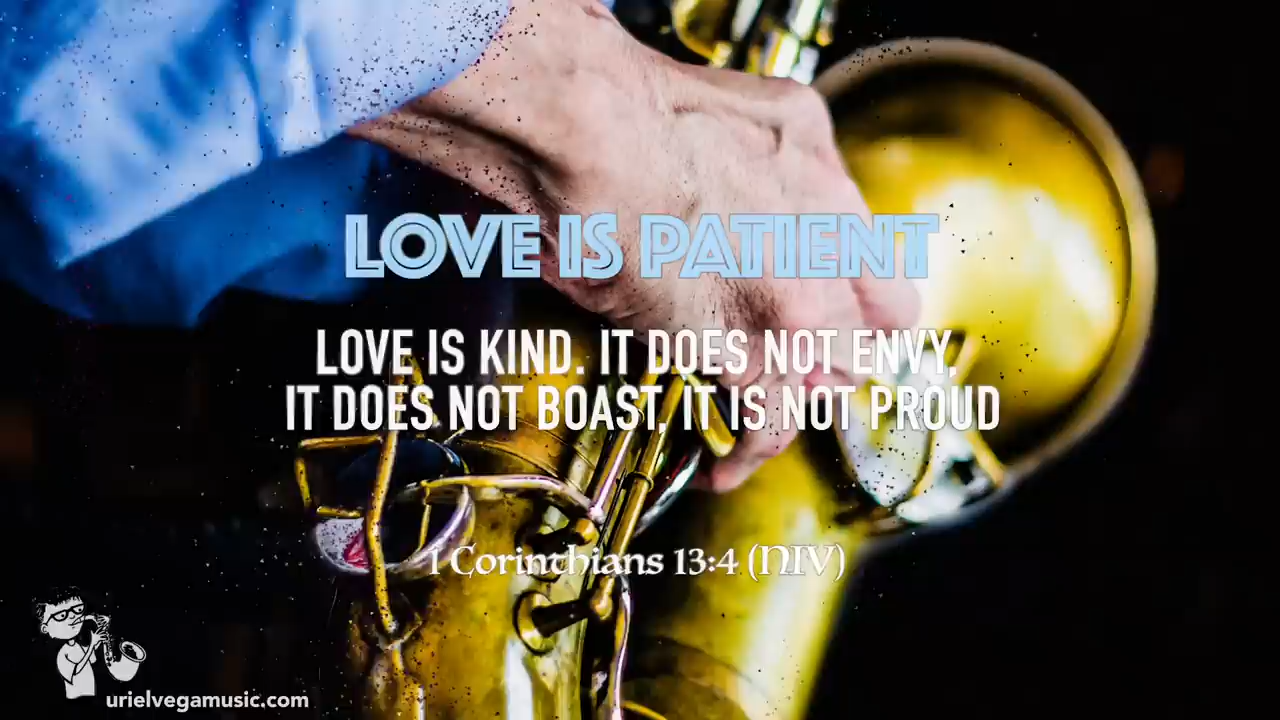 LOVE IS PATIENT
LOVE IS KIND. IT DOES NOT ENVY,
IT DOES NOT BOAST, IT IS NOT PROUD
1 Corinthians 13:4 (NIV)
urielvegamusic.com